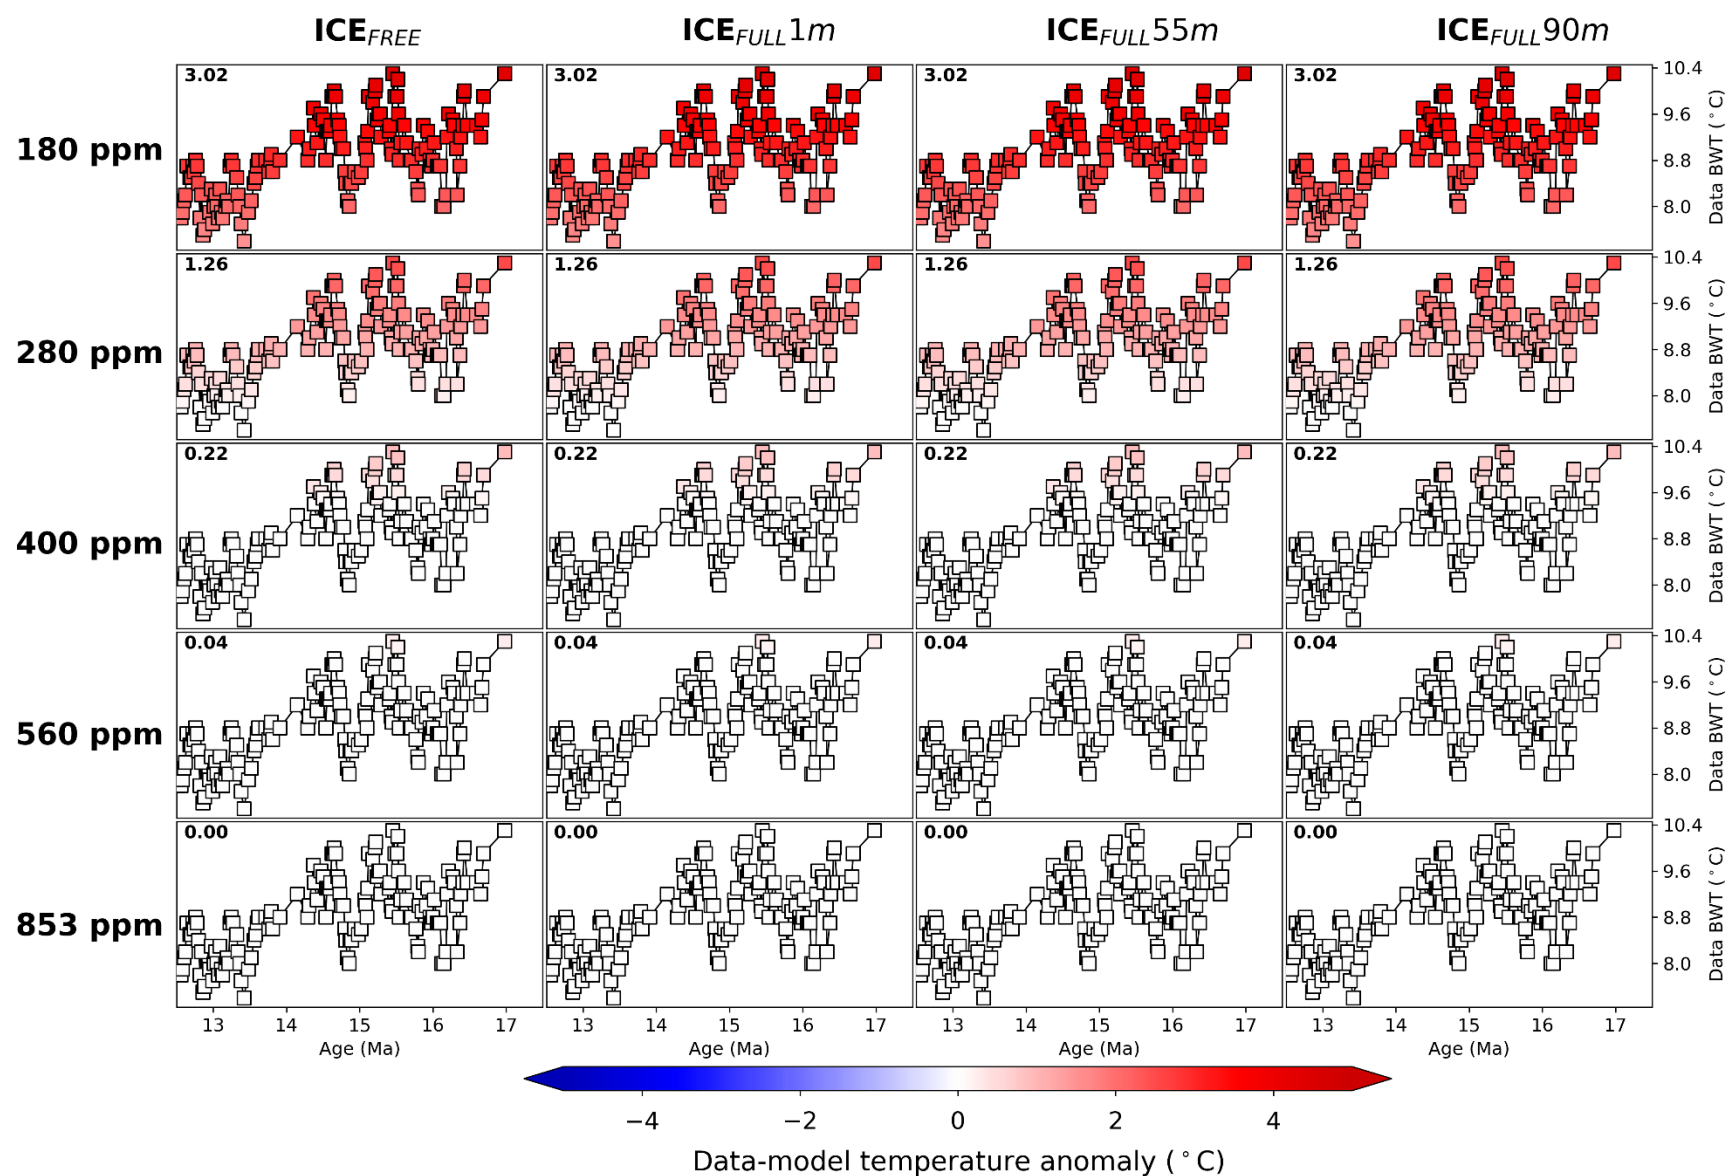 ICE_FREE ICE_FULL1m ICE_FULL55m ICE_FULL90m
180 ppm 3.02 3.02 3.02 3.02 10.4 9.6 8.8 8.0 Data BWT (°C)
280 ppm 1.26 1.26 1.26 1.26 10.4 9.6 8.8 8.0 Data BWT (°C)
400 ppm 0.22 0.22 0.22 0.22 10.4 9.6 8.8 8.0 Data BWT (°C)
560 ppm 0.04 0.04 0.04 0.04 10.4 9.6 8.8 8.0 Data BWT (°C)
853 ppm 0.00 0.00 0.00 0.00 10.4 9.6 8.8 8.0 Data BWT (°C)
13 14 15 16 17 13 14 15 16 17 13 14 15 16 17 13 14 15 16 17
Age (Ma) Age (Ma) Age (Ma) Age (Ma)
−4 −2 0 2 4
Data-model temperature anomaly (°C)